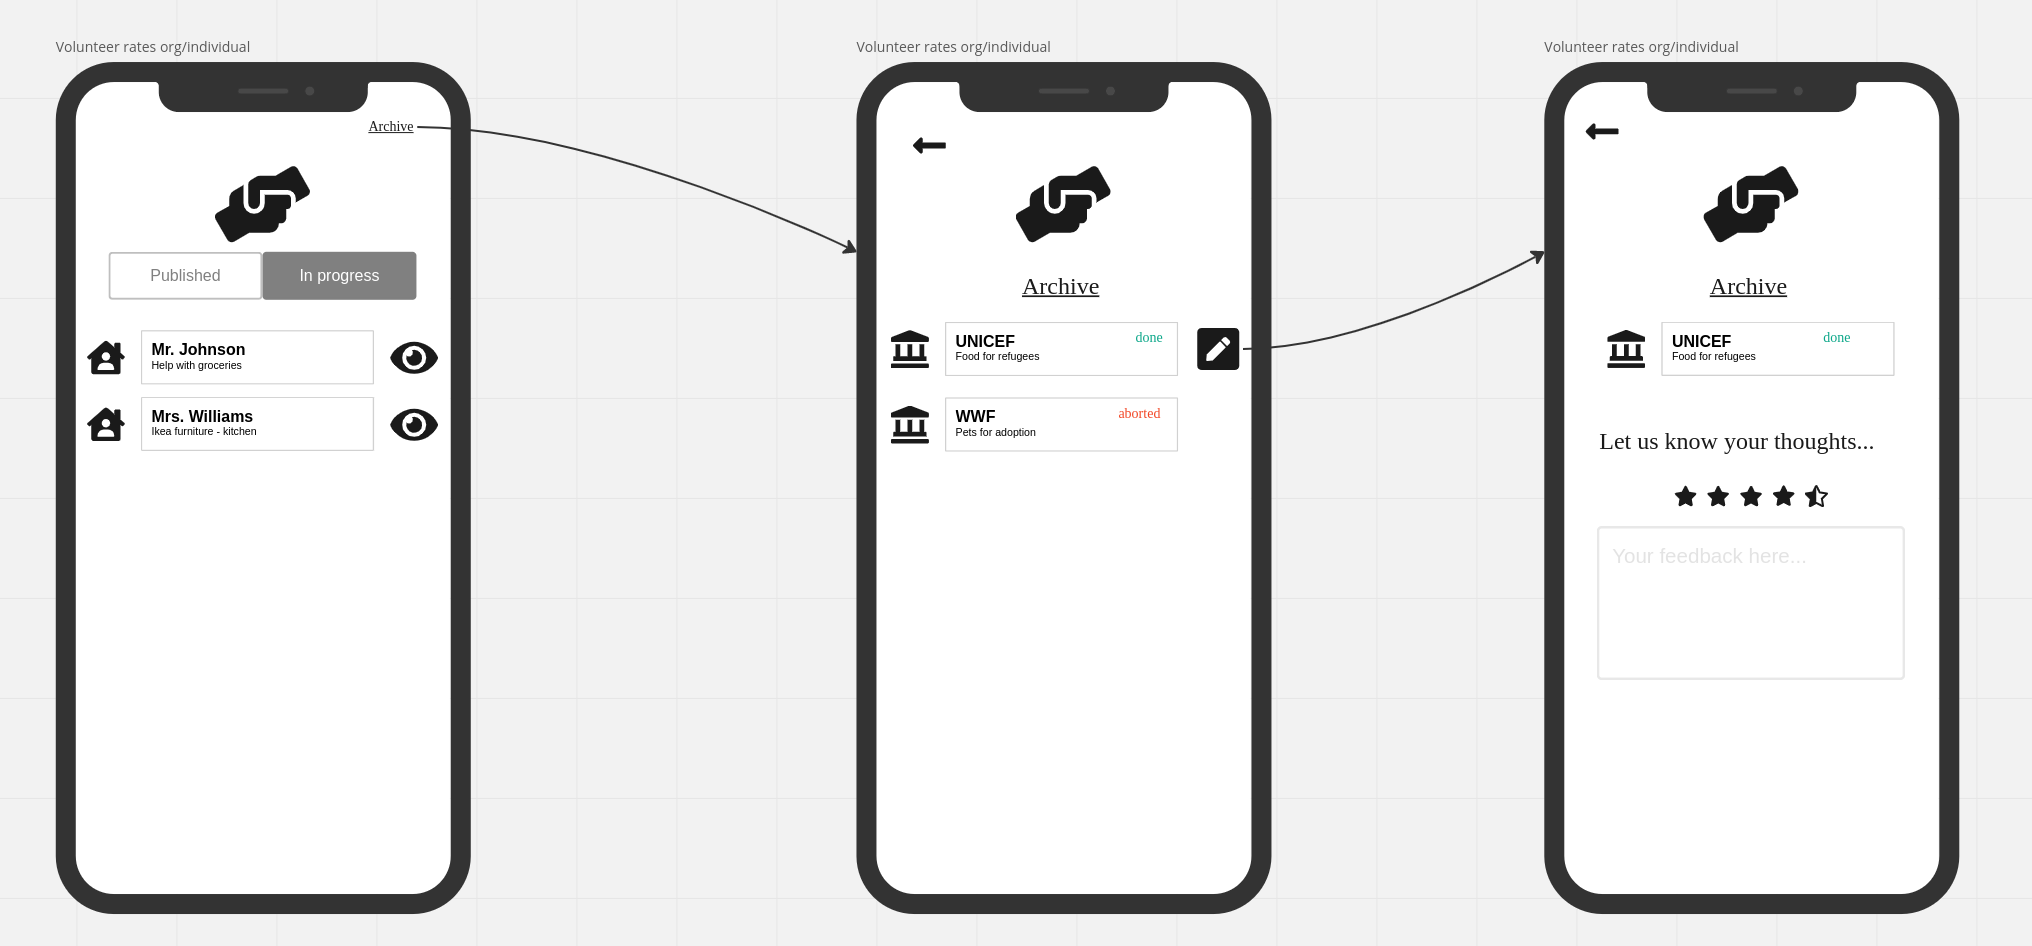 Volunteer rates org/individual
Archive
Published
In progress
Mr. Johnson
Help with groceries
Mrs. Williams
Ikea furniture - kitchen
Volunteer rates org/individual
Archive
UNICEF
done
Food for refugees
WWF
aborted
Pets for adoption
Volunteer rates org/individual
Archive
UNICEF
done
Food for refugees
Let us know your thoughts...
Your feedback here...